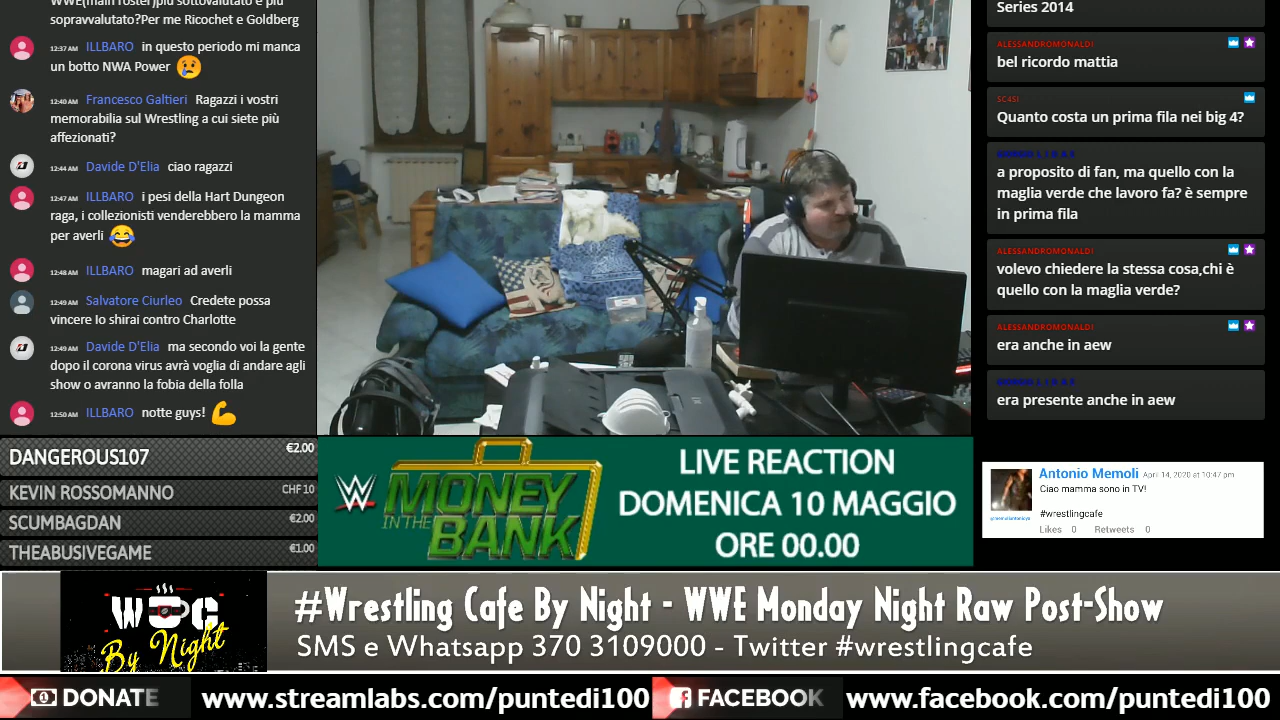 WWE(main roster)più sottovalutato e più
sopravalutato?Per me Ricochet e Goldberg
12:37 AM ILLBARO in questo periodo mi manca
un botto NWA Power 😢
12:40 AM Francesco Galtieri Ragazzi i vostri
memorabilia sul Wrestling a cui siete più
affezionati?
12:44 AM Davide D'Elia ciao ragazzi
12:47 AM ILLBARO i pesi della Hart Dungeon
raga, i collezionisti venderebbero la mamma
per averli 😂
12:48 AM ILLBARO magari ad averli
12:49 AM Salvatore Ciurleo Credete possa
vincere Io shirai contro Charlotte
12:49 AM Davide D'Elia ma secondo voi la gente
dopo il corona virus avrà voglia di andare agli
show o avranno la fobia della folla
12:50 AM ILLBARO notte guys! 💪
DANGEROUS107 €2.00
KEVIN ROSSOMANNO CHF 10
SCUMBAGDAN €2.00
THEABUSIVEGAME €1.00
Series 2014
ALESSANDROMONALDI
bel ricordo mattia
SC4SI
Quanto costa un prima fila nei big 4?
a proposito di fan, ma quello con la
maglia verde che lavoro fa? è sempre
in prima fila
ALESSANDROMONALDI
volevo chiedere la stessa cosa,chi è
quello con la maglia verde?
ALESSANDROMONALDI
era anche in aew
era presente anche in aew
W MONEY
IN THE
BANK
LIVE REACTION
DOMENICA 10 MAGGIO
ORE 00.00
Antonio Memoli April 14, 2020 at 10:47 pm
Ciao mamma sono in TV!
#wrestlingcafe
Likes 0 Retweets 0
W C
By Night
#Wrestling Cafe By Night - WWE Monday Night Raw Post-Show
SMS e Whatsapp 370 3109000 - Twitter #wrestlingcafe
DONATE www.streamlabs.com/puntedi100 FACEBOOK www.facebook.com/puntedi100